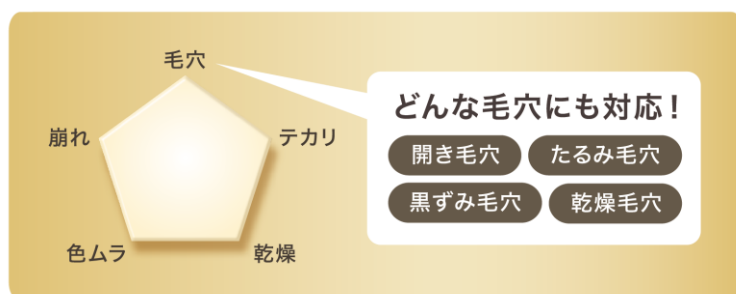 毛穴
崩れ
テカリ
色ムラ
乾燥
どんな毛穴にも対応！
開き毛穴
たるみ毛穴
黒ずみ毛穴
乾燥毛穴